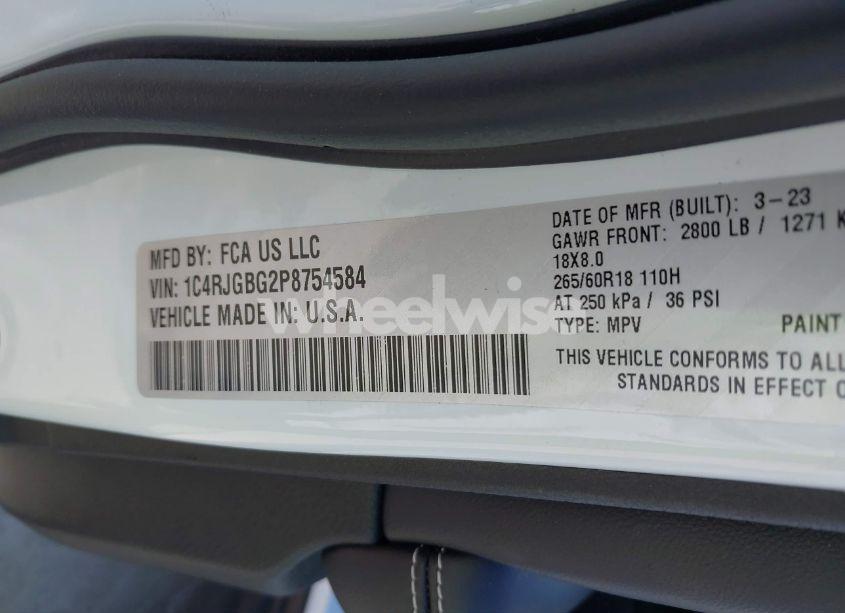 MFD BY: FCA US LLC
VIN: 1C4RJGBG2P8754584
VEHICLE MADE IN: U.S.A.
DATE OF MFR (BUILT): 3-23
GAWR FRONT: 2800 LB / 1271 K
18X8.0
265/60R18 110H
AT 250 kPa / 36 PSI
TYPE: MPV PAINT
THIS VEHICLE CONFORMS TO ALL
STANDARDS IN EFFECT O
wheelwise